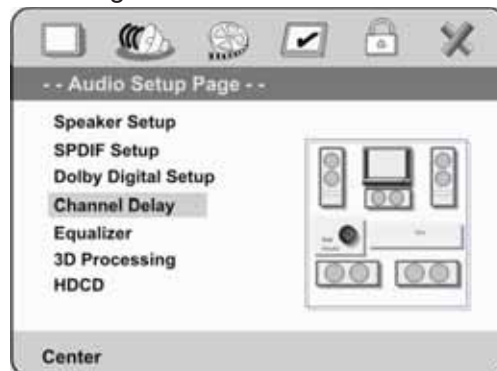 - - Audio Setup Page - -
Speaker Setup
SPDIF Setup
Dolby Digital Setup
Channel Delay
Equalizer
3D Processing
HDCD
Center